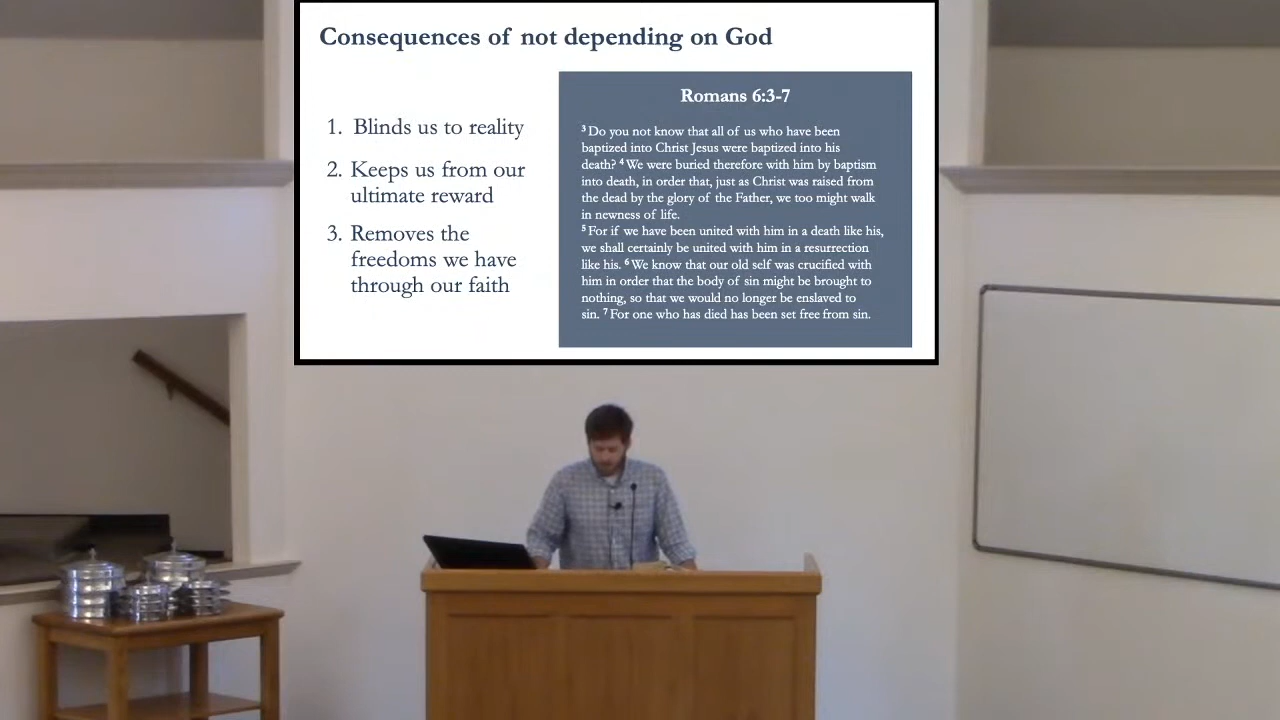 Consequences of not depending on God
1. Blinds us to reality
2. Keeps us from our
ultimate reward
3. Removes the
freedoms we have
through our faith
Romans 6:3-7
3 Do you not know that all of us who have been
baptized into Christ Jesus were baptized into his
death? 4 We were buried therefore with him by baptism
into death, in order that, just as Christ was raised from
the dead by the glory of the Father, we too might walk
in newness of life.
5 For if we have been united with him in a death like his,
we shall certainly be united with him in a resurrection
like his. 6 We know that our old self was crucified with
him in order that the body of sin might be brought to
nothing, so that we would no longer be enslaved to
sin. 7 For one who has died has been set free from sin.